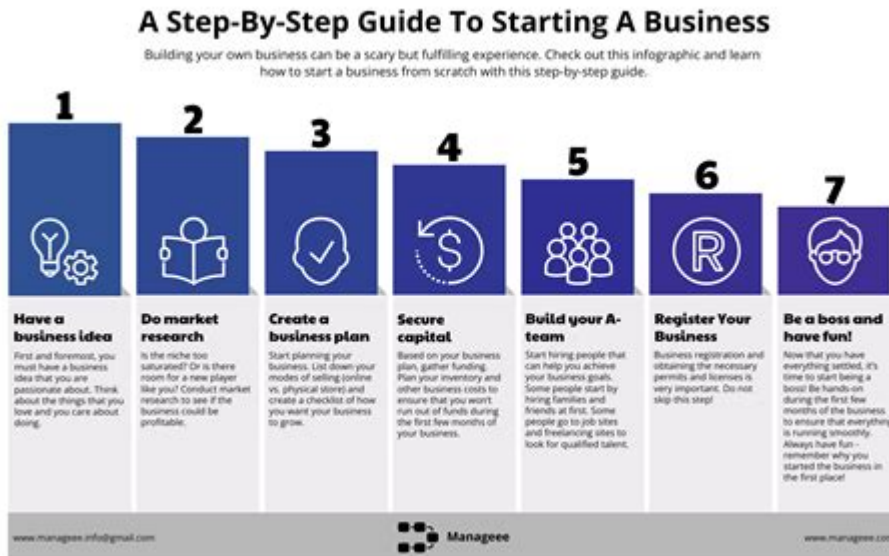 A Step-By-Step Guide To Starting A Business
Building your own business can be a scary but fulfilling experience. Check out this infographic and learn
how to start a business from scratch with this step-by-step guide.
1
2
3
4
5
6
7
$
R
Have a
business idea
First and foremost, you
must have a business
idea that you are
passionate about. Think
about the things that you
love and you care about
doing.
Do market
research
Is the niche too
saturated? Or is there
room for a new player
like you? Conduct market
research to see if the
business could be
profitable.
Create a
business plan
Start planning your
business. List down your
modes of selling (online
vs. physical store) and
create a checklist of how
you want your business
to grow.
Secure
capital
Based on your business
plan, gather funding.
Plan your inventory and
other business costs to
ensure that you won't
run out of funds during
the first few months of
your business.
Build your A-
team
Start hiring people that
can help you achieve
your business goals.
Some people start by
hiring families and
friends at first. Some
people go to job sites
and freelancing sites to
look for qualified talent.
Register Your
Business
Business registration and
obtaining the necessary
permits and licenses is
very important. Do not
skip this step!
Be a boss and
have fun!
Now that you have
everything settled, it's
time to start being a
boss! Be hands on
during the first few
months of the business
to ensure that everything
is running smoothly.
Always have fun -
remember why you
started the business in
the first place!
www.manageee.info@gmail.com
Manageee
www.manageee.com